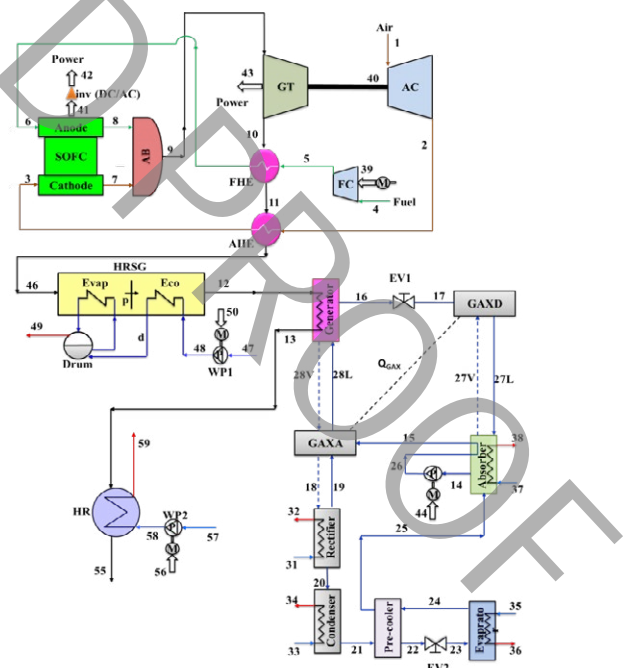 Air
1
Power
42
inv (DC/AC)
41
43
GT
40
AC
Power
6
Anode
8
SOFC
AB
9
10
2
3
Cathode
7
FHE
5
39
FC
M
4
Fuel
11
AHE
HRSG
46
Evap
Eco
P
12
50
M
49
d
48
P
47
Drum
WP1
Generator
16
EV1
17
GAXD
13
28V
28L
QGAX
27V
27L
GAXA
15
38
26
Absorber
P
14
37
M
44
59
18
19
HR
WP2
P
58
57
M
56
55
32
Rectifier
31
25
20
34
Condenser
33
21
Pre-cooler
24
22
23
Evaprato
35
36
EV2
PROOF